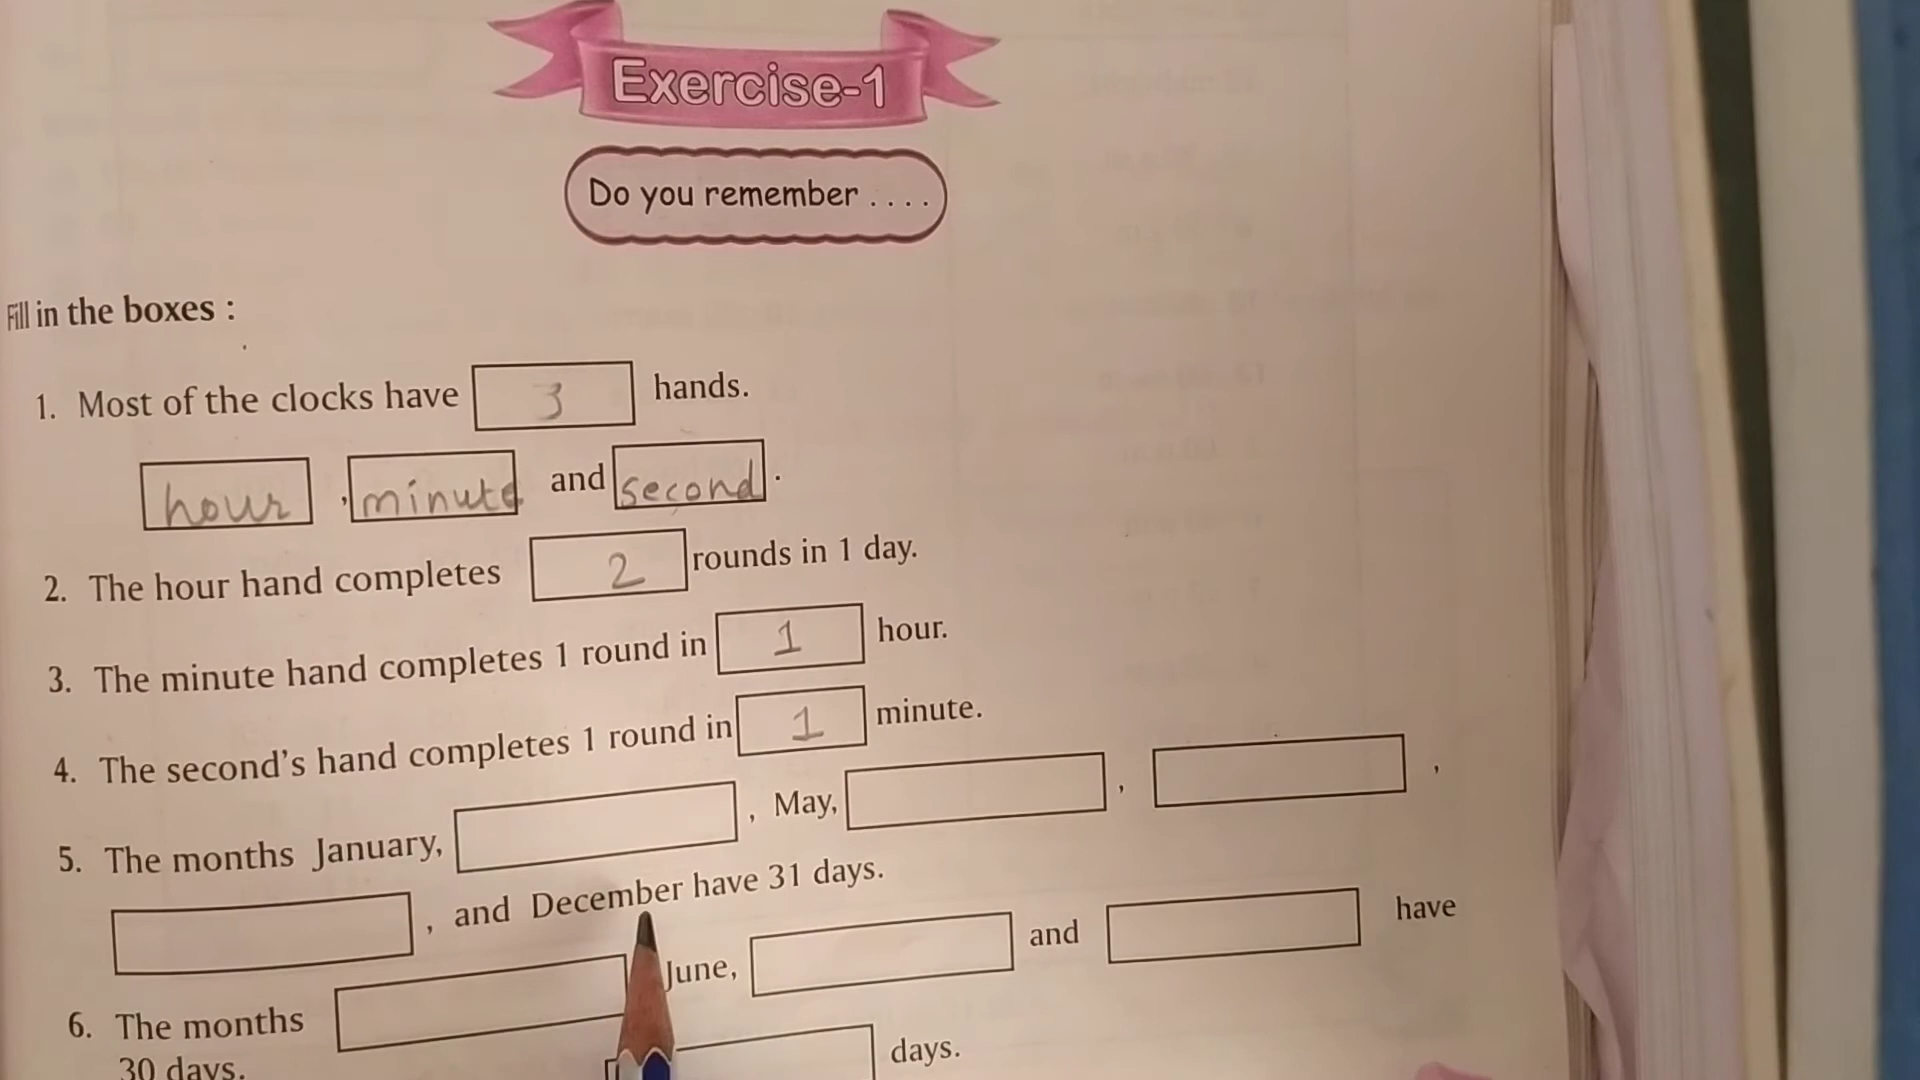 Exercise-1
Do you remember ....
Fill in the boxes :
1. Most of the clocks have 3 hands.
hour , minute and second .
2. The hour hand completes 2 rounds in 1 day.
3. The minute hand completes 1 round in 1 hour.
4. The second's hand completes 1 round in 1 minute.
5. The months January, , May, , ,
, and December have 31 days.
6. The months June, and have
30 days.
days.